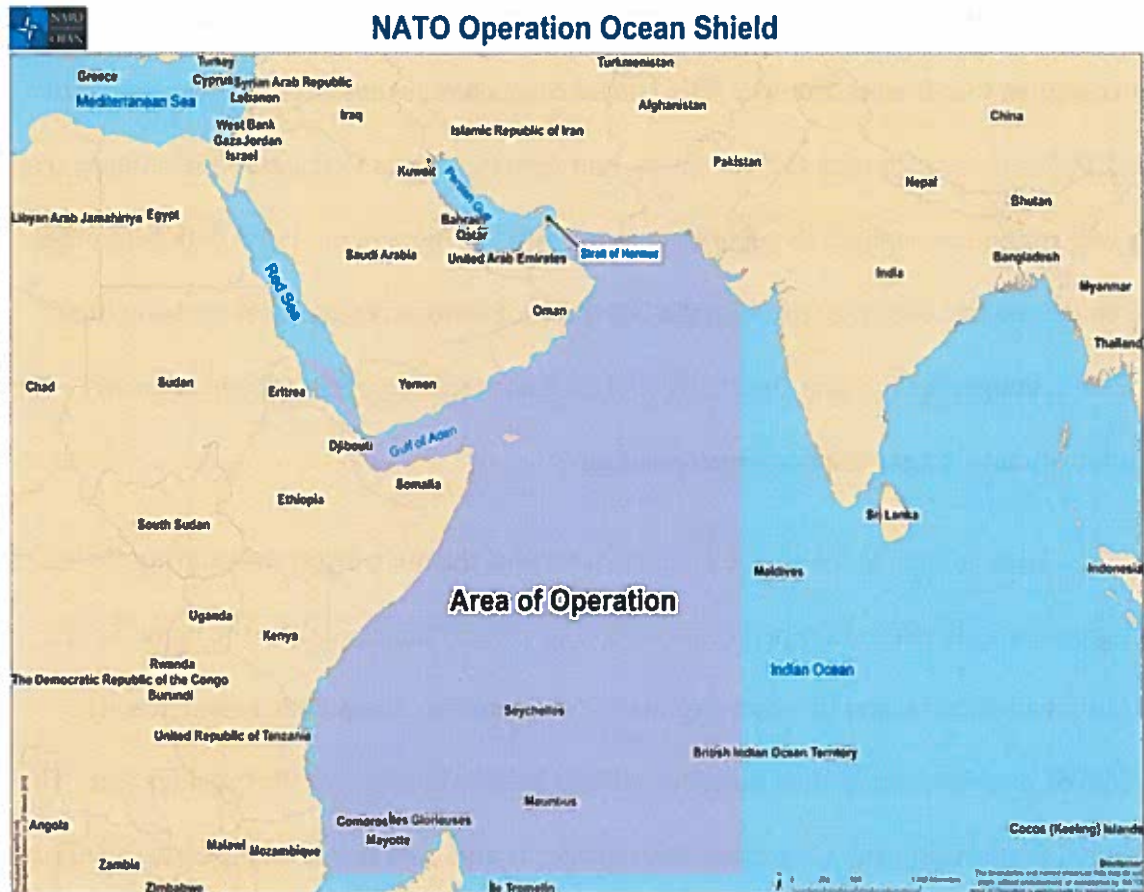 NATO
OTAN
NATO Operation Ocean Shield
Turkey
Turkmenistan
Greece
Cyprus
Syrian Arab Republic
Mediterranean Sea
Lebanon
Afghanistan
Iraq
China
West Bank
Islamic Republic of Iran
Gaza
Jordan
Israel
Pakistan
Kuwait
Nepal
Persian Gulf
Bhutan
Libyan Arab Jamahiriya
Egypt
Bahrain
Qatar
Saudi Arabia
United Arab Emirates
Strait of Hormus
Bangladesh
India
Red Sea
Myanmar
Oman
Thailand
Chad
Sudan
Eritrea
Yemen
Gulf of Aden
Djibouti
Somalia
Ethiopia
Sri Lanka
South Sudan
Maldives
Indonesia
Area of Operation
Uganda
Kenya
Rwanda
Indian Ocean
The Democratic Republic of the Congo
Burundi
Seychelles
United Republic of Tanzania
British Indian Ocean Territory
Mauritius
Angola
Comoros
Iles Glorieuses
Cocos (Keeling) Islands
Mayotte
Malawi
Mozambique
Zambia
Zimbabwe
Ile Tromelin